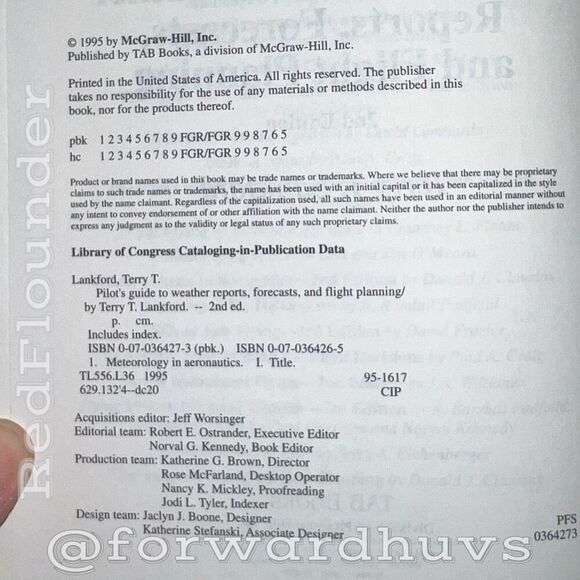 © 1995 by McGraw-Hill, Inc.
Published by TAB Books, a division of McGraw-Hill, Inc.
Printed in the United States of America. All rights reserved. The publisher
takes no responsibility for the use of any materials or methods described in this
book, nor for the products thereof.
pbk 1 2 3 4 5 6 7 8 9 FGR/FGR 9 9 8 7 6 5
hc 1 2 3 4 5 6 7 8 9 FGR/FGR 9 9 8 7 6 5
Product or brand names used in this book may be trade names or trademarks. Where we believe that there may be proprietary
claims to such trade names or trademarks, the name has been used with an initial capital or it has been capitalized in the style
used by the name claimant. Regardless of the capitalization used, all such names have been used in an editorial manner without
any intent to convey endorsement of or other affiliation with the name claimant. Neither the author nor the publisher intends to
express any judgment as to the validity or legal status of any such proprietary claims.
Library of Congress Cataloging-in-Publication Data
Lankford, Terry T.
Pilot's guide to weather reports, forecasts, and flight planning/
by Terry T. Lankford. -- 2nd ed.
p. cm.
Includes index.
ISBN 0-07-036427-3 (pbk.) ISBN 0-07-036426-5
1. Meteorology in aeronautics. I. Title.
TL556.L36 1995 95-1617
629.132'4--dc20 CIP
Acquisitions editor: Jeff Worsinger
Editorial team: Robert E. Ostrander, Executive Editor
Norval G. Kennedy, Book Editor
Production team: Katherine G. Brown, Director
Rose McFarland, Desktop Operator
Nancy K. Mickley, Proofreading
Jodi L. Tyler, Indexer
Design team: Jaclyn J. Boone, Designer PFS
Katherine Stefanski, Associate Designer 0364273
RedFlounder
@forwardhuvs